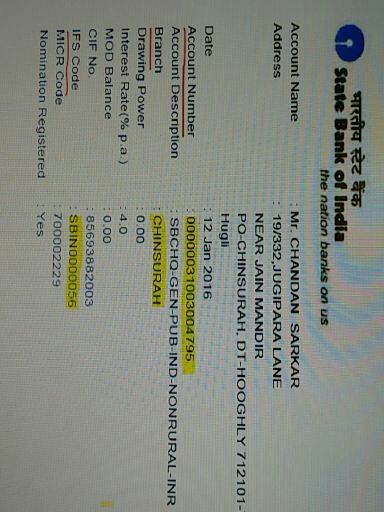 भारतीय स्टेट बैंक
State Bank of India
the nation banks on us
Account Name : Mr. CHANDAN SARKAR
Address : 19/332,JUGIPARA LANE
NEAR JAIN MANDIR
PO-CHINSURAH, DT-HOOGHLY 712101-
Hugli
Date : 12 Jan 2016
Account Number : 00000031003004795
Account Description : SBCHQ-GEN-PUB-IND-NONRURAL-INR
Branch : CHINSURAH
Drawing Power : 0.00
Interest Rate(% p.a.) : 4.0
MOD Balance : 0.00
CIF No. : 85693882003
IFS Code : SBIN0000056
MICR Code : 700002229
Nomination Registered : Yes